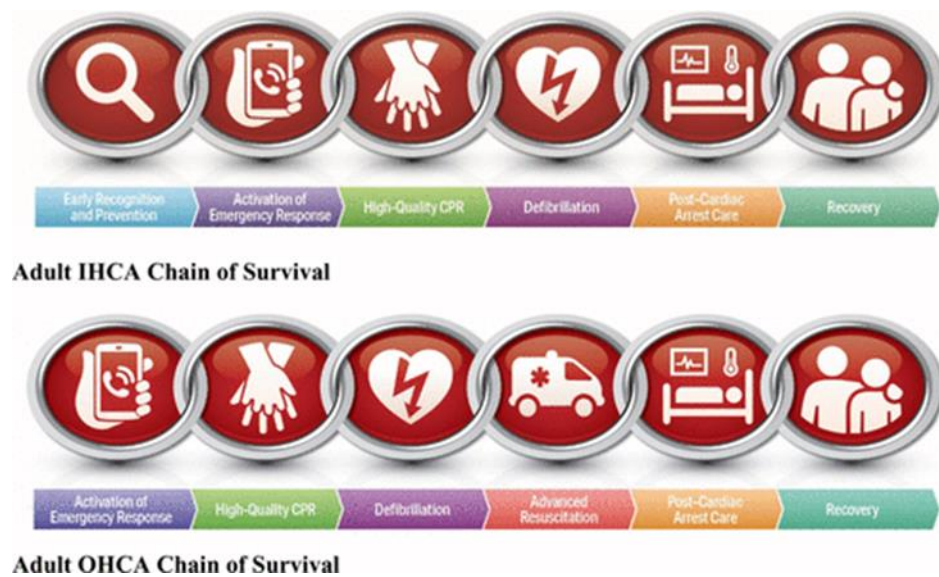 Early Recognition
and Prevention
Activation of
Emergency Response
High-Quality CPR
Defibrillation
Post-Cardiac
Arrest Care
Recovery
Adult IHCA Chain of Survival
Activation of
Emergency Response
High-Quality CPR
Defibrillation
Advanced
Resuscitation
Post-Cardiac
Arrest Care
Recovery
Adult OHCA Chain of Survival